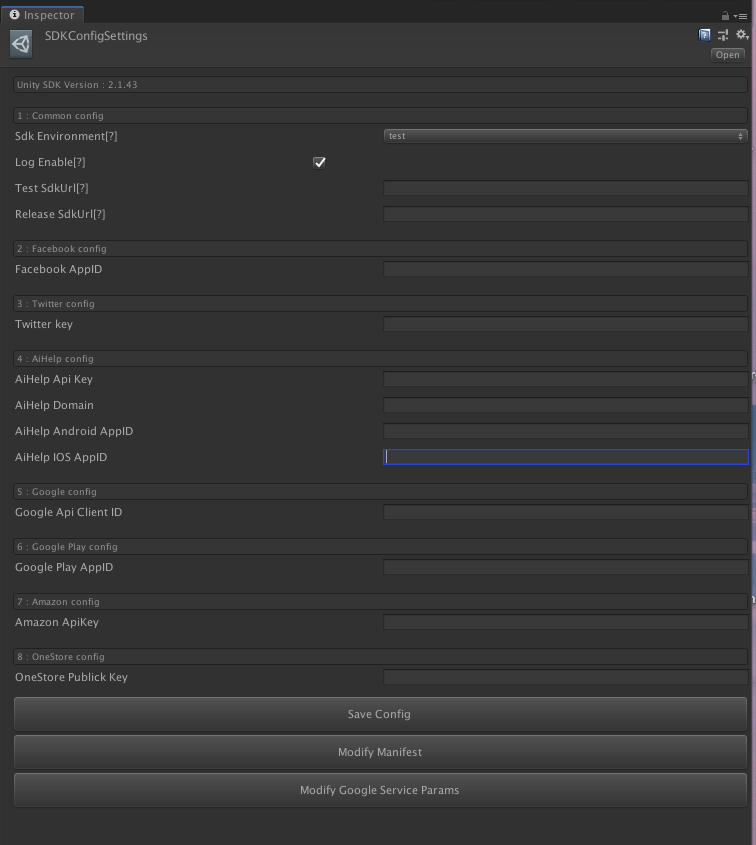 Inspector
SDKConfigSettings
Open
Unity SDK Version : 2.1.43
1 : Common config
Sdk Environment[?] test
Log Enable[?]
Test SdkUrl[?]
Release SdkUrl[?]
2 : Facebook config
Facebook AppID
3 : Twitter config
Twitter key
4 : AiHelp config
AiHelp Api Key
AiHelp Domain
AiHelp Android AppID
AiHelp IOS AppID
5 : Google config
Google Api Client ID
6 : Google Play config
Google Play AppID
7 : Amazon config
Amazon ApiKey
8 : OneStore config
OneStore Publick Key
Save Config
Modify Manifest
Modify Google Service Params